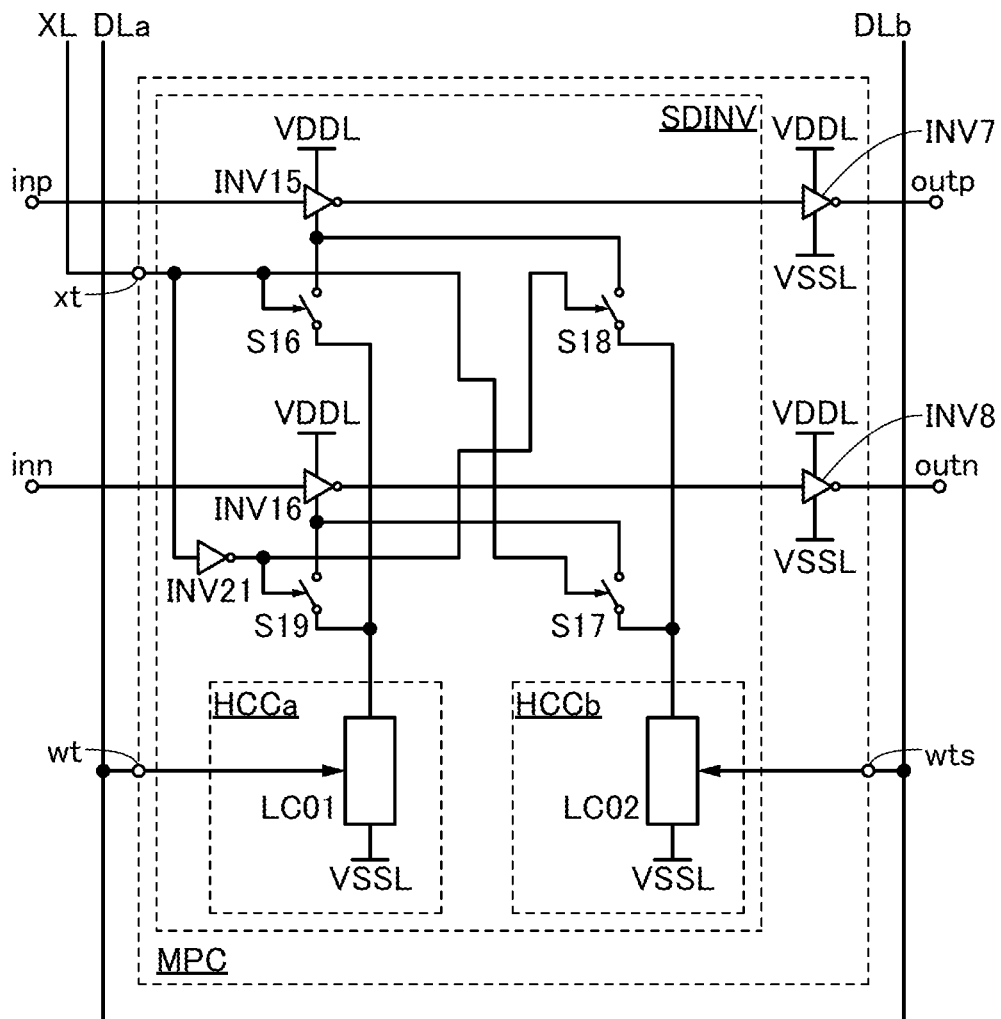 XL DLa DLb
SDINV
VDDL VDDL INV7
inp INV15 outp
VSSL
xt
S16 S18
VDDL VDDL INV8
inn outn
INV16
VSSL
INV21
S19 S17
HCCa HCCb
wt wts
LC01 LC02
VSSL VSSL
MPC